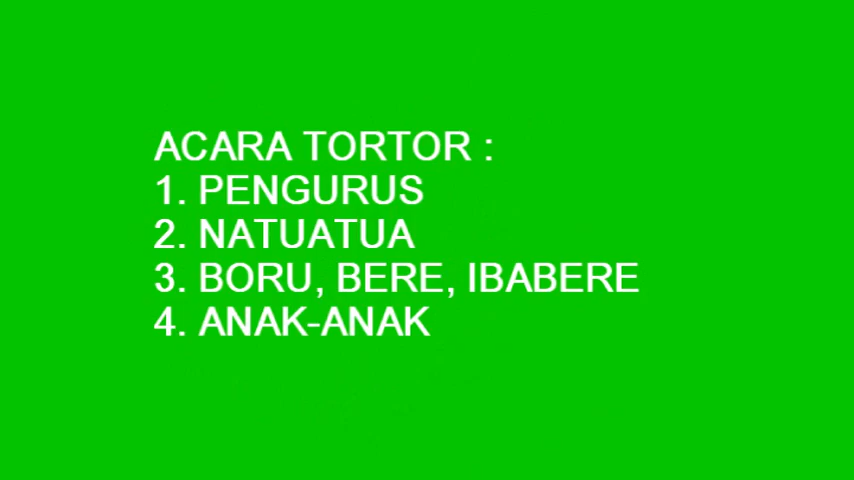 ACARA TORTOR :
1. PENGURUS
2. NATUATUA
3. BORU, BERE, IBABERE
4. ANAK-ANAK